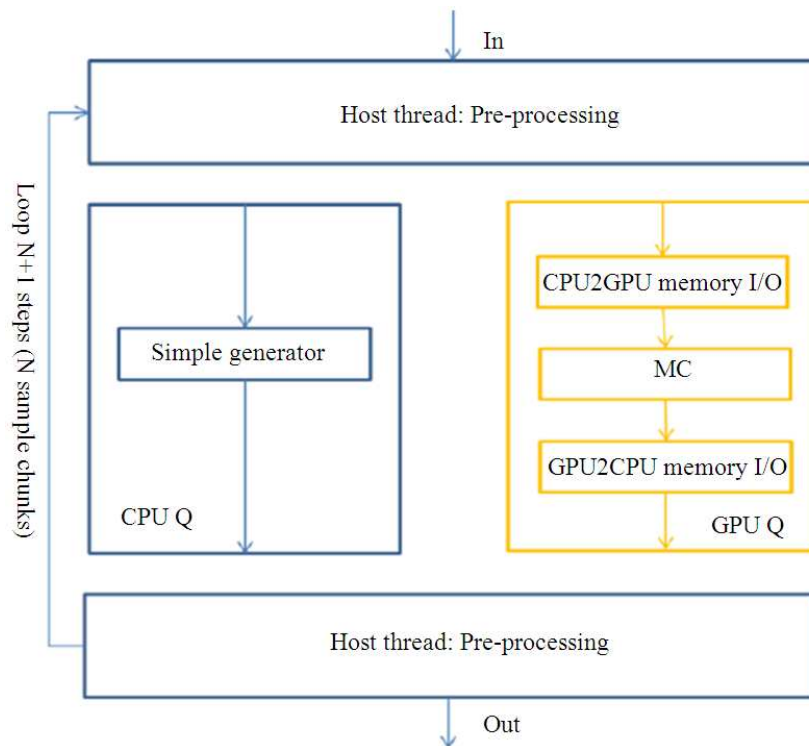 In
Host thread: Pre-processing
Loop N+1 steps (N sample chunks)
Simple generator
CPU Q
CPU2GPU memory I/O
MC
GPU2CPU memory I/O
GPU Q
Host thread: Pre-processing
Out